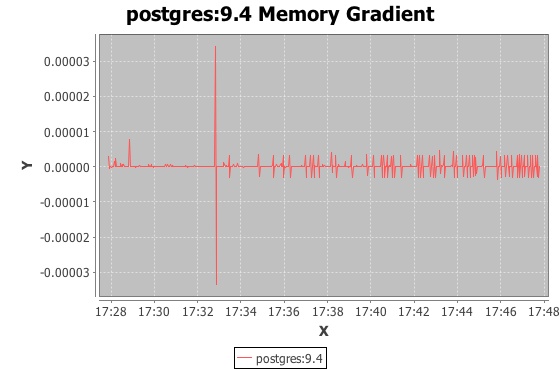 postgres:9.4 Memory Gradient
0.00003
0.00002
0.00001
0.00000
-0.00001
-0.00002
-0.00003
Y
17:28 17:30 17:32 17:34 17:36 17:38 17:40 17:42 17:44 17:46 17:48
X
postgres:9.4